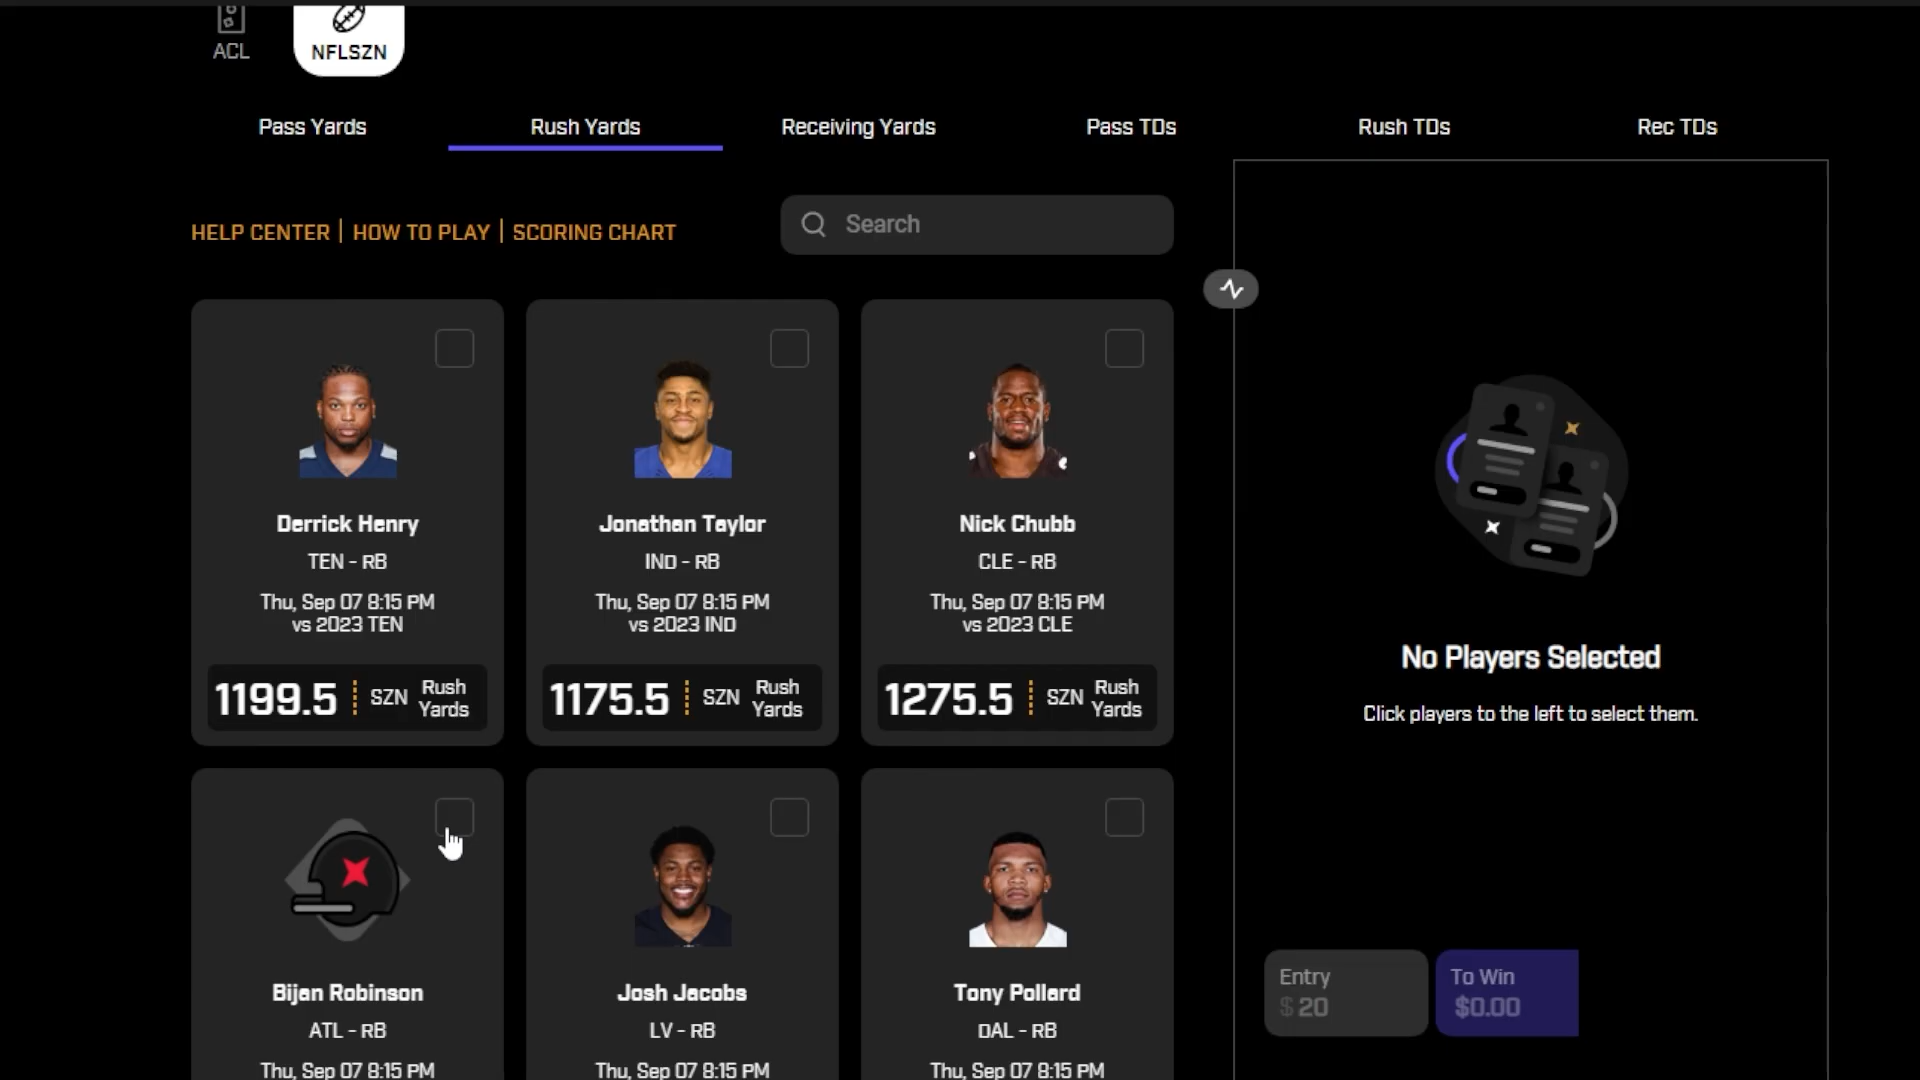 ACL
NFLSZN
Pass Yards
Rush Yards
Receiving Yards
Pass TDs
Rush TDs
Rec TDs
HELP CENTER | HOW TO PLAY | SCORING CHART
Search
Derrick Henry
TEN - RB
Thu, Sep 07 8:15 PM
vs 2023 TEN
1199.5 SZN Rush
Yards
Jonathan Taylor
IND - RB
Thu, Sep 07 8:15 PM
vs 2023 IND
1175.5 SZN Rush
Yards
Nick Chubb
CLE - RB
Thu, Sep 07 8:15 PM
vs 2023 CLE
1275.5 SZN Rush
Yards
Bijan Robinson
ATL - RB
Thu, Sep 07 8:15 PM
Josh Jacobs
LV - RB
Thu, Sep 07 8:15 PM
Tony Pollard
DAL - RB
Thu, Sep 07 8:15 PM
No Players Selected
Click players to the left to select them.
Entry
$ 20
To Win
$0.00